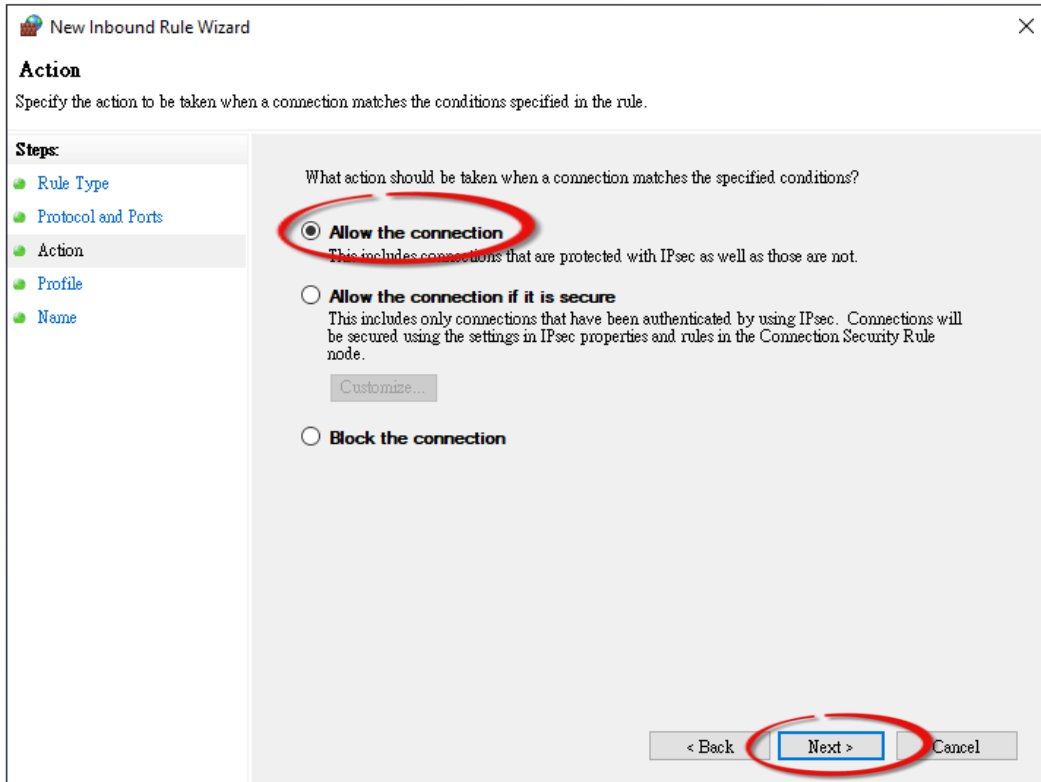 New Inbound Rule Wizard
Action
Specify the action to be taken when a connection matches the conditions specified in the rule.
Steps:
Rule Type
Protocol and Ports
Action
Profile
Name
What action should be taken when a connection matches the specified conditions?
Allow the connection
This includes connections that are protected with IPsec as well as those are not.
Allow the connection if it is secure
This includes only connections that have been authenticated by using IPsec. Connections will
be secured using the settings in IPsec properties and rules in the Connection Security Rule
node.
Customize...
Block the connection
< Back
Next >
Cancel